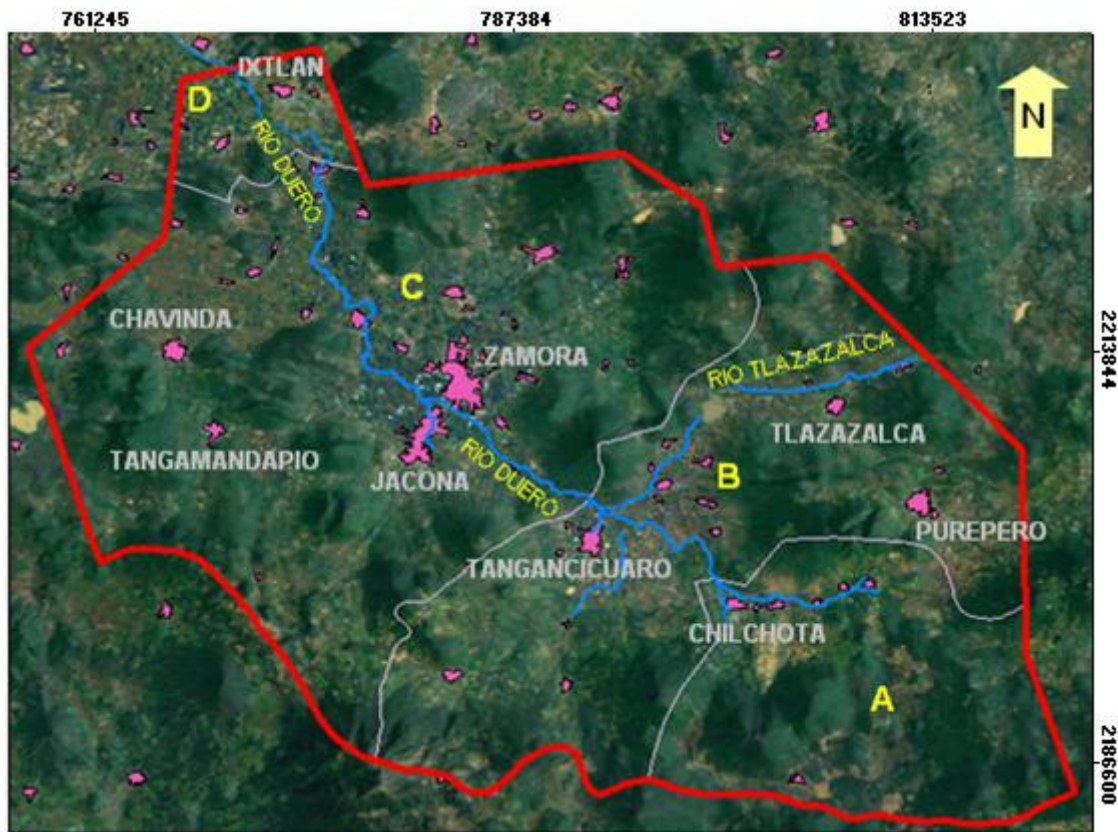 761245
787384
813523
IXTLAN
D
N
RIO DUERO
C
CHAVINDA
ZAMORA
RIO TLAZAZALCA
2213844
TANGAMANDAPIO
JACONA
RIO DUERO
TLAZAZALCA
B
PUREPERO
TANGANCICUARO
CHILCHOTA
A
2186600